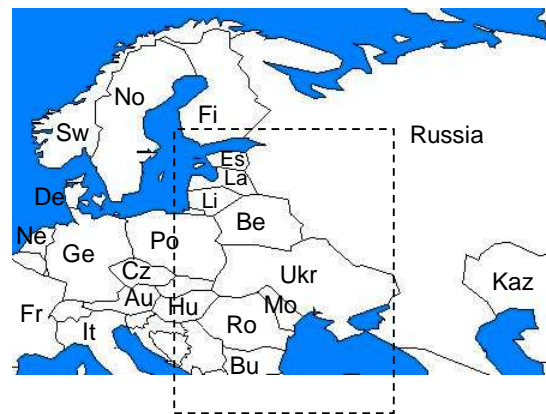 No
Fi
Sw
Russia
Es
La
De
Li
Be
Ne
Po
Ge
Cz
Ukr
Kaz
Au
Hu
Mo
Fr
It
Ro
Bu